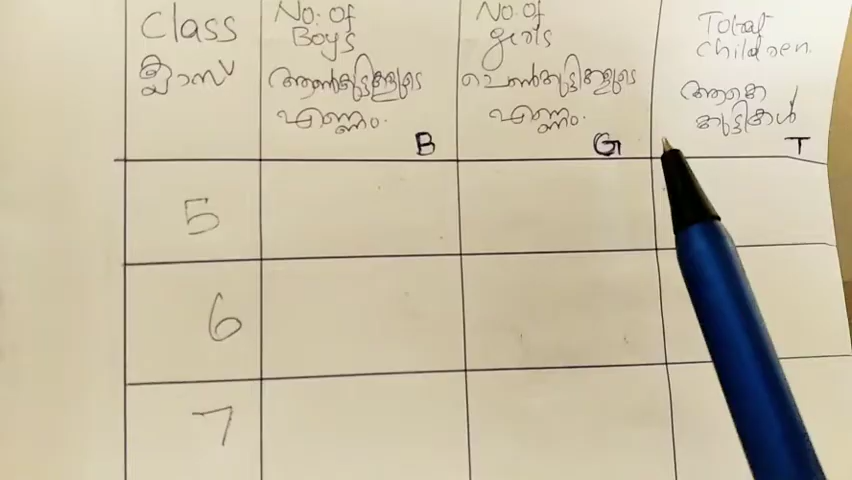 Class
ക്ലാസ്
No: of
Boys
ആൺകുട്ടികളുടെ
എണ്ണം.
B
No. of
girls
പെൺകുട്ടികളുടെ
എണ്ണം.
G
Total
children.
ആകെ
കുട്ടികൾ
T
5
6
7